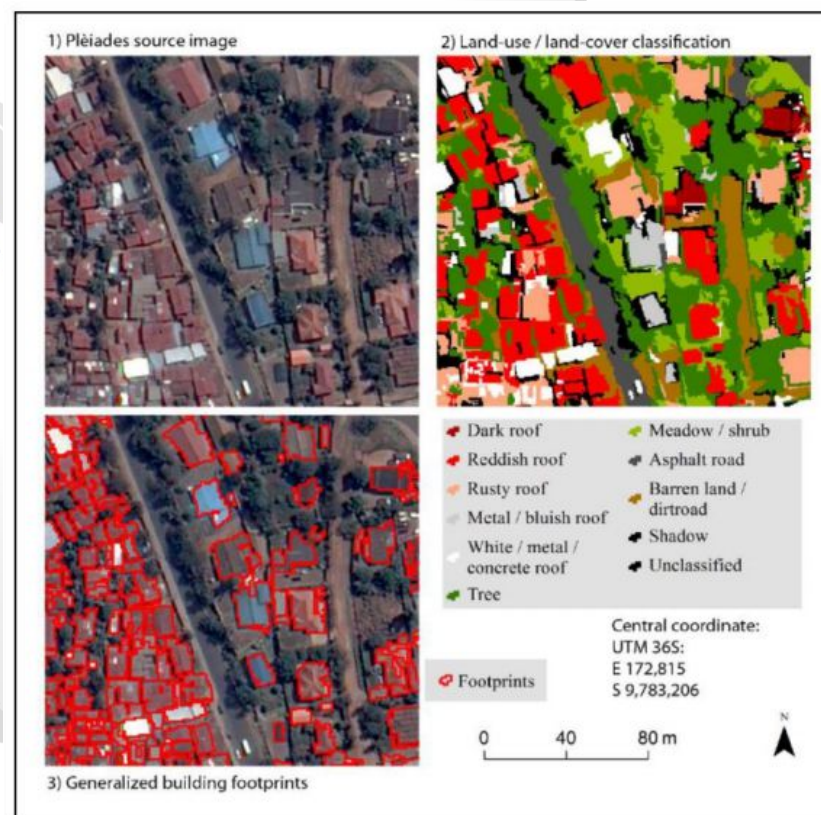 1) Plèiades source image
2) Land-use / land-cover classification
Dark roof
Reddish roof
Rusty roof
Metal / bluish roof
White / metal /
concrete roof
Tree
Meadow / shrub
Asphalt road
Barren land /
dirtroad
Shadow
Unclassified
Central coordinate:
UTM 36S:
E 172,815
S 9,783,206
Footprints
0 40 80 m
N
3) Generalized building footprints